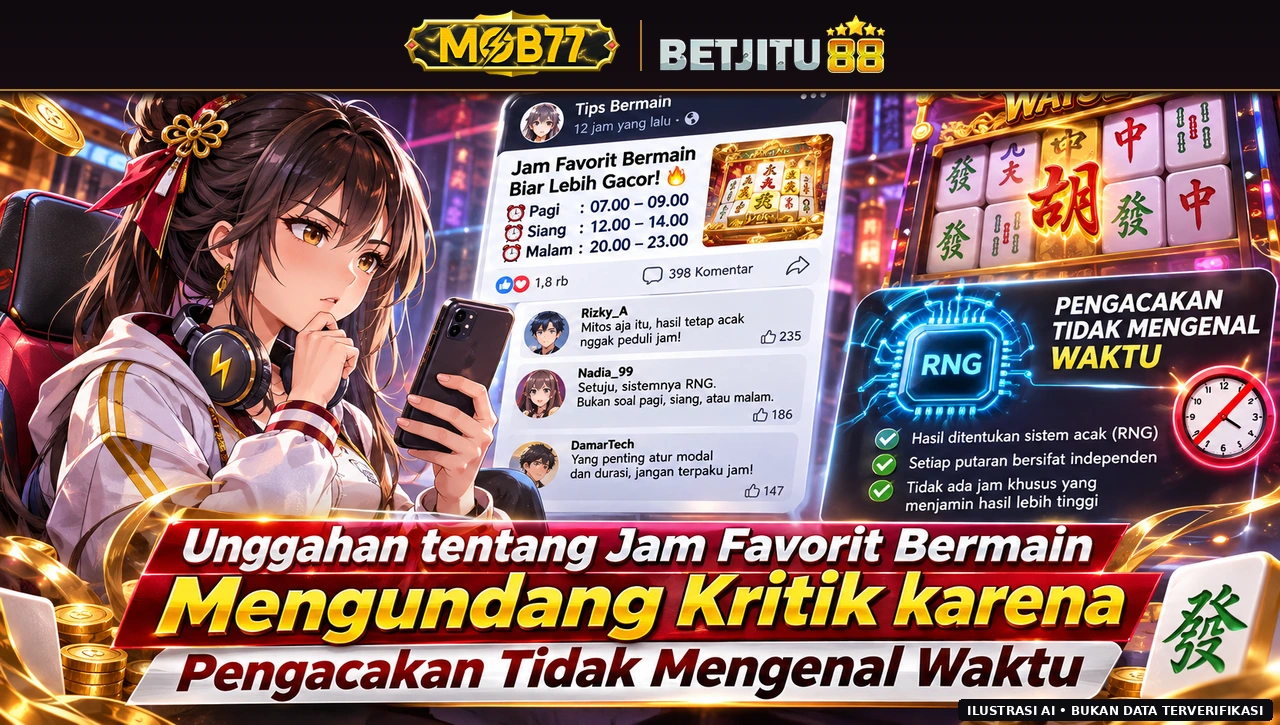 MOB77
BETJITU 88
Tips Bermain
12 jam yang lalu ·
Jam Favorit Bermain
Biar Lebih Gacor! 🔥
Pagi : 07.00 – 09.00
Siang : 12.00 – 14.00
Malam : 20.00 – 23.00
1,8 rb
398 Komentar
Rizky_A
Mitos aja itu, hasil tetap acak
nggak peduli jam!
235
Nadia_99
Setuju, sistemnya RNG.
Bukan soal pagi, siang, atau malam.
186
DamarTech
Yang penting atur modal
dan durasi, jangan terpaku jam!
147
發 中 中
發 胡 發 中
RNG
PENGACAKAN
TIDAK MENGENAL
WAKTU
Hasil ditentukan sistem acak (RNG)
Setiap putaran bersifat independen
Tidak ada jam khusus yang
menjamin hasil lebih tinggi
Unggahan tentang Jam Favorit Bermain
Mengundang Kritik karena
Pengacakan Tidak Mengenal Waktu
發
ILUSTRASI AI • BUKAN DATA TERVERIFIKASI